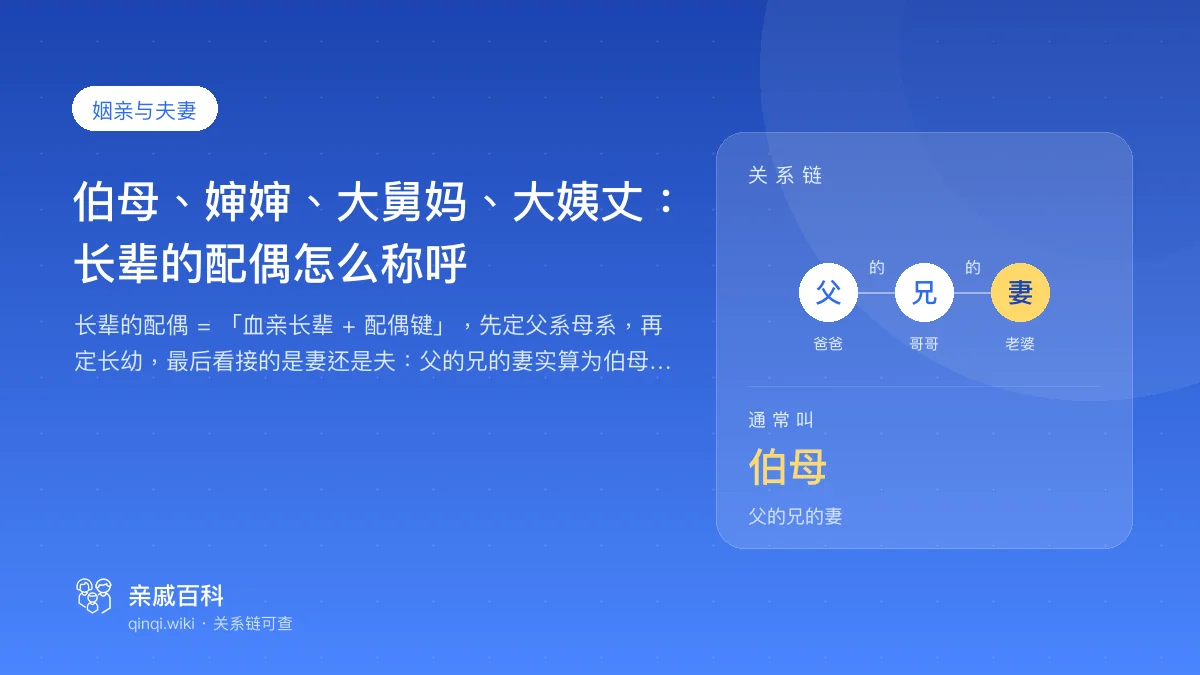 姻亲与夫妻
伯母、婶婶、大舅妈、大姨丈：
长辈的配偶怎么称呼
长辈的配偶 = 「血亲长辈 + 配偶键」，先定父系母系，再
定长幼，最后看接的是妻还是夫：父的兄的妻实算为伯母…
亲戚百科
qinqi.wiki · 关系链可查
关系链
父 的 兄 的 妻
爸爸 哥哥 老婆
通常叫
伯母
父的兄的妻